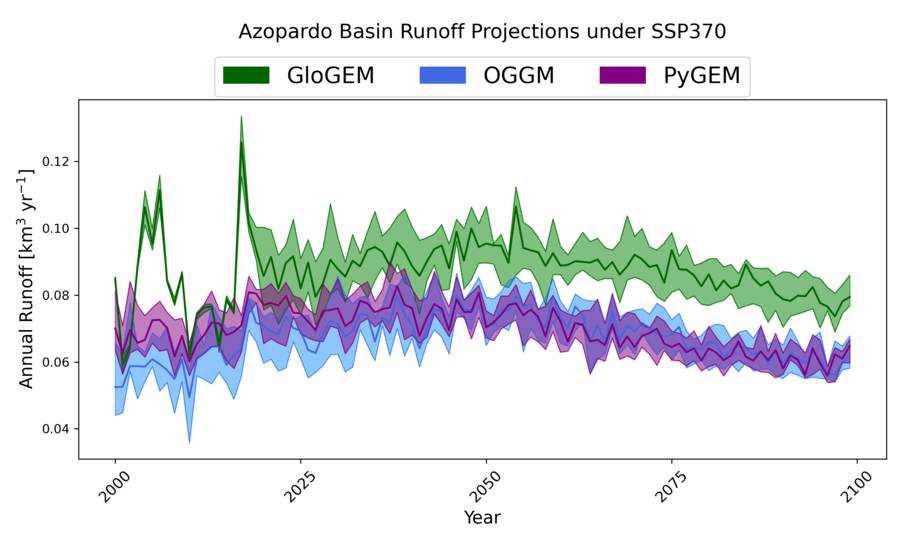 Azopardo Basin Runoff Projections under SSP370
GloGEM OGGM PyGEM
Annual Runoff [km³ yr⁻¹]
0.12
0.10
0.08
0.06
0.04
2000 2025 2050 2075 2100
Year